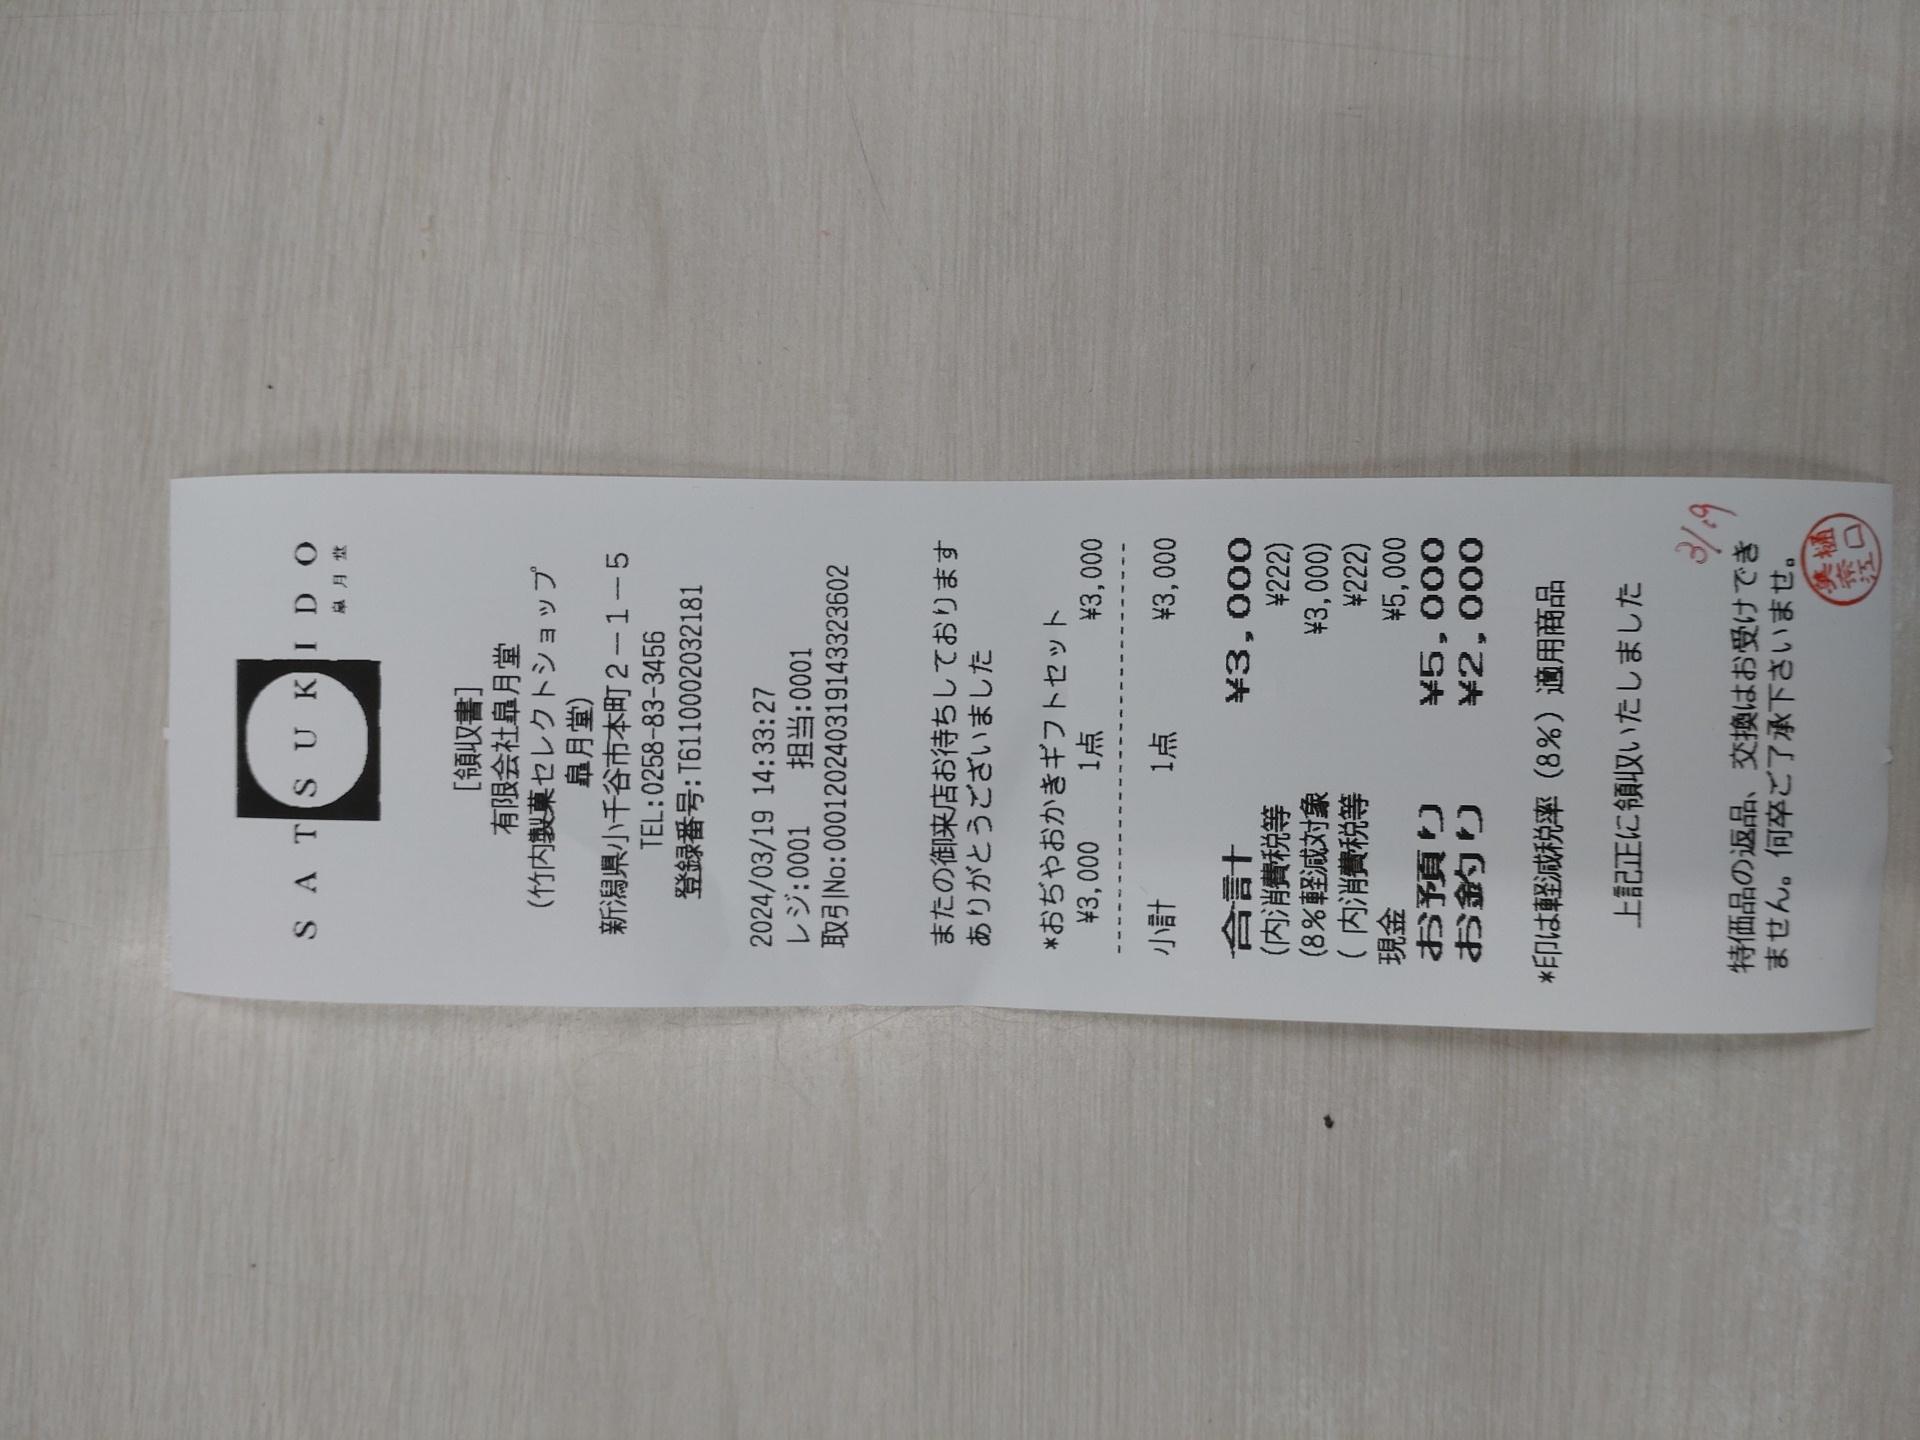 SATSUKIDO
皐月堂
[領収書]
有限会社皐月堂
(竹内製菓セレクトショップ
皐月堂)
新潟県小千谷市本町2-1-5
TEL:0258-83-3456
登録番号:T6110002032181
2024/03/19 14:33:27
レジ:0001 担当:0001
取引No:000120240319143323602
またの御来店お待ちしております
ありがとうございました
*おぢやおかきギフトセット
¥3,000 1点 ¥3,000
小計 1点 ¥3,000
合計 ¥3,000
(内消費税等 ¥222)
(8%軽減対象 ¥3,000)
( 内消費税等 ¥222)
現金 ¥5,000
お預り ¥5,000
お釣り ¥2,000
*印は軽減税率(8%)適用商品
上記正に領収いたしました
3/19
特価品の返品、交換はお受けでき
ません。何卒ご了承下さいませ。
樋口
美奈江